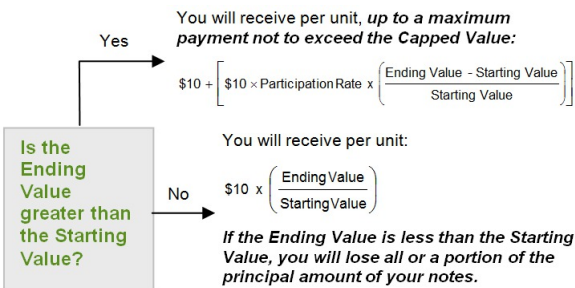 You will receive per unit, up to a maximum
payment not to exceed the Capped Value:
Yes
$10 + [ $10 × Participation Rate x ( Ending Value - Starting Value / Starting Value ) ]
Is the
Ending
Value
greater than
the Starting
Value?
No
You will receive per unit:
$10 x ( Ending Value / Starting Value )
If the Ending Value is less than the Starting
Value, you will lose all or a portion of the
principal amount of your notes.